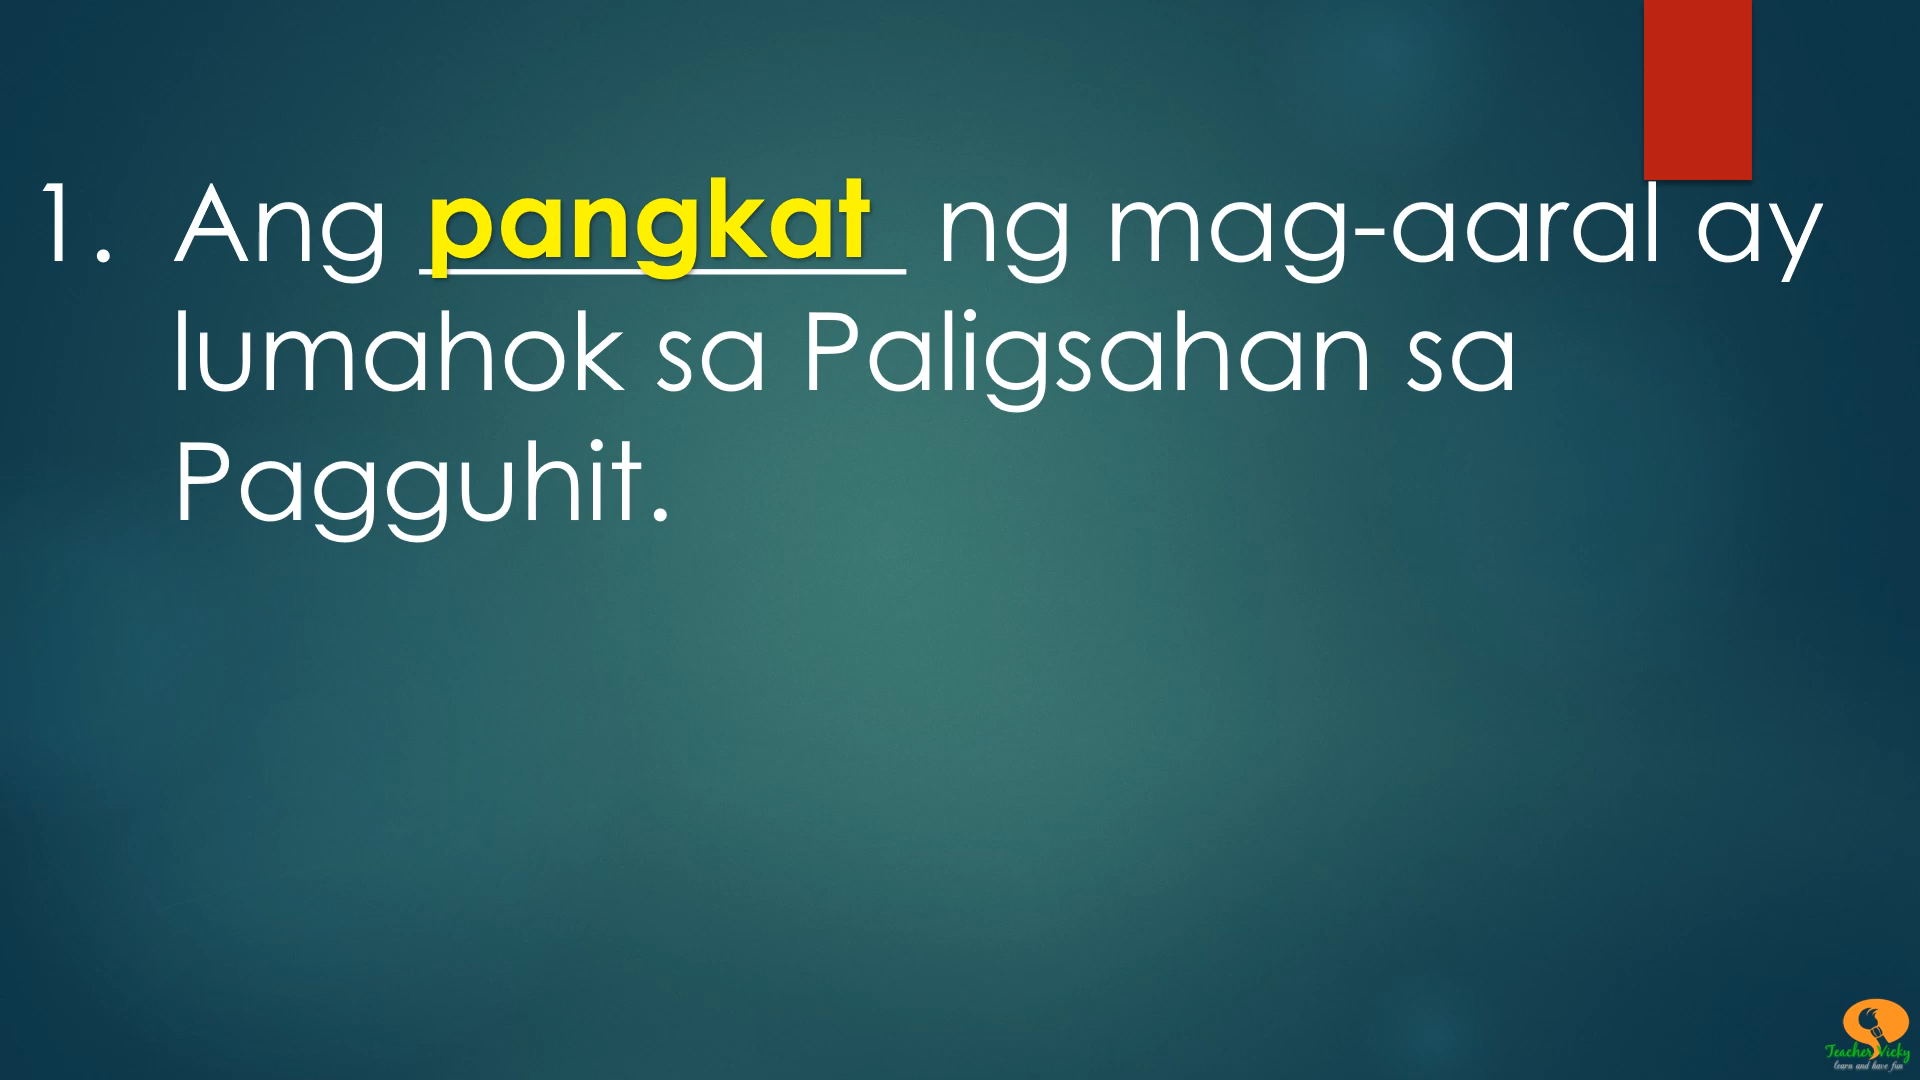 1. Ang pangkat ng mag-aaral ay
lumahok sa Paligsahan sa
Pagguhit.
Teacher Vicky
learn and have fun